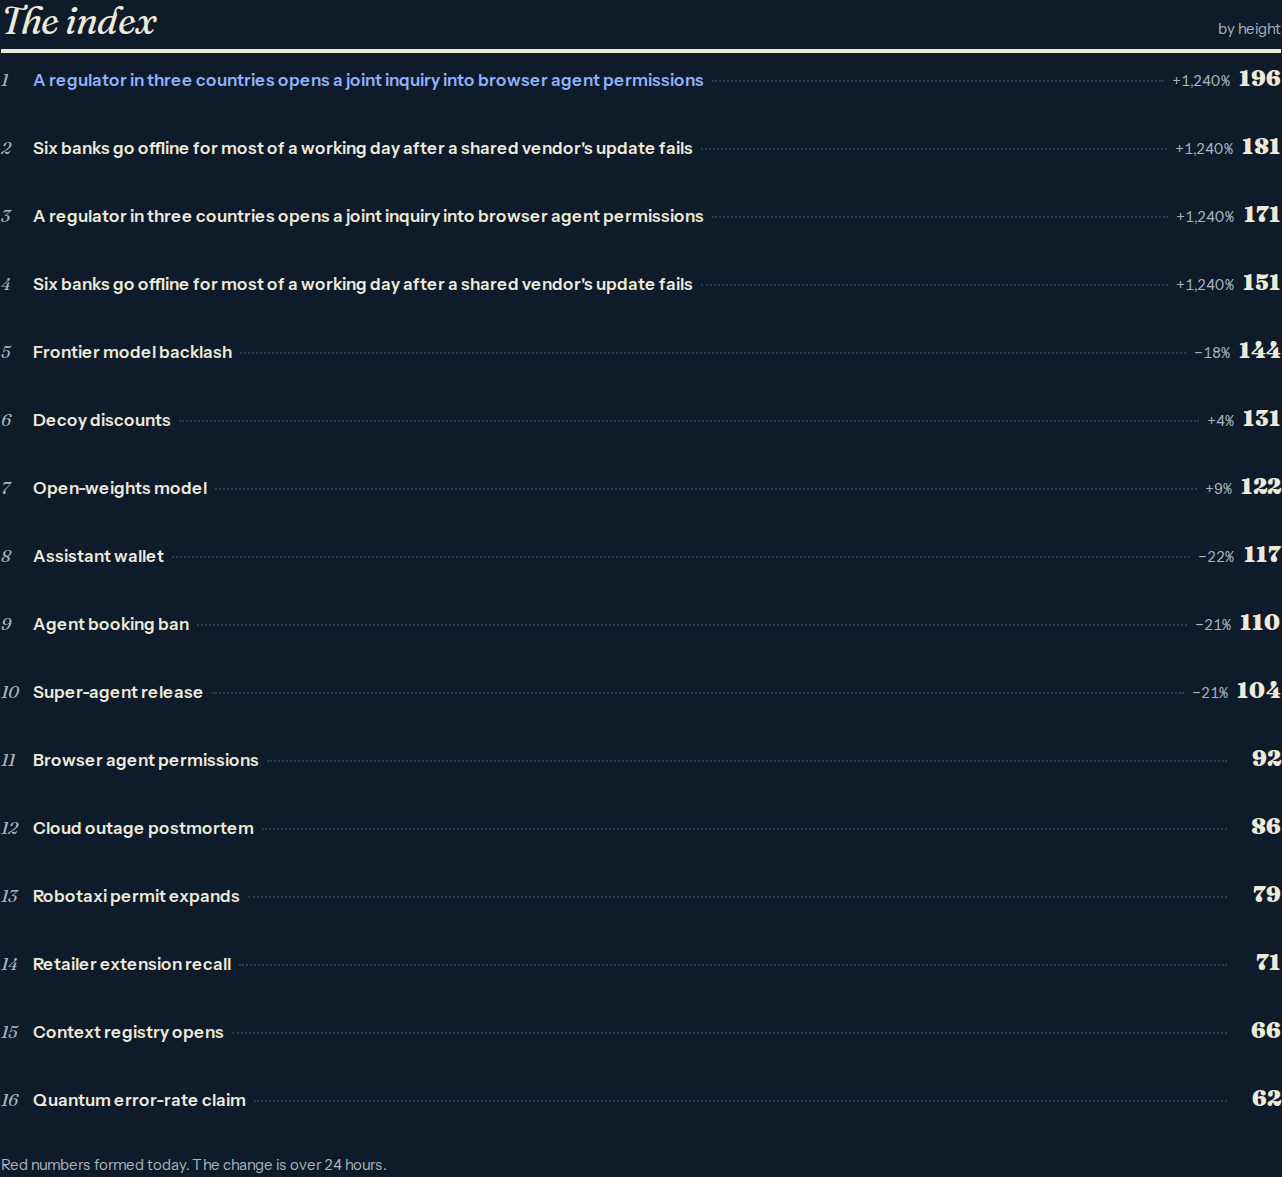 The index
by height
1 A regulator in three countries opens a joint inquiry into browser agent permissions +1,240% 196
2 Six banks go offline for most of a working day after a shared vendor's update fails +1,240% 181
3 A regulator in three countries opens a joint inquiry into browser agent permissions +1,240% 171
4 Six banks go offline for most of a working day after a shared vendor's update fails +1,240% 151
5 Frontier model backlash −18% 144
6 Decoy discounts +4% 131
7 Open-weights model +9% 122
8 Assistant wallet −22% 117
9 Agent booking ban −21% 110
10 Super-agent release −21% 104
11 Browser agent permissions 92
12 Cloud outage postmortem 86
13 Robotaxi permit expands 79
14 Retailer extension recall 71
15 Context registry opens 66
16 Quantum error-rate claim 62
Red numbers formed today. The change is over 24 hours.